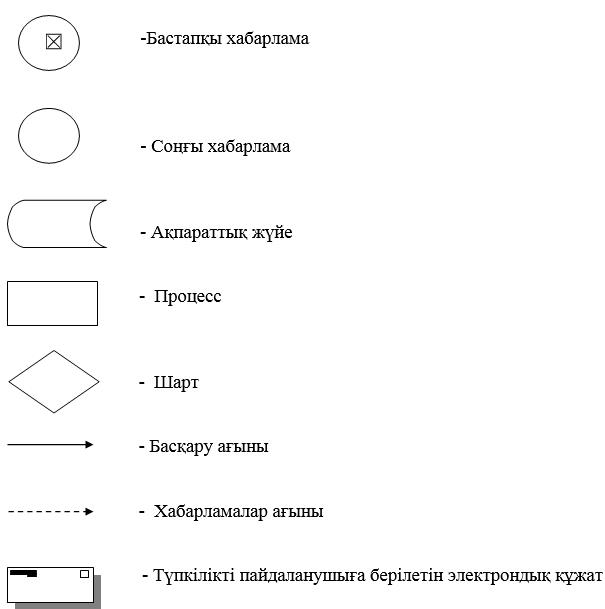 -Бастапқы хабарлама
- Соңғы хабарлама
- Ақпараттық жүйе
- Процесс
- Шарт
- Басқару ағыны
- Хабарламалар ағыны
- Түпкілікті пайдаланушыға берілетін электрондық құжат